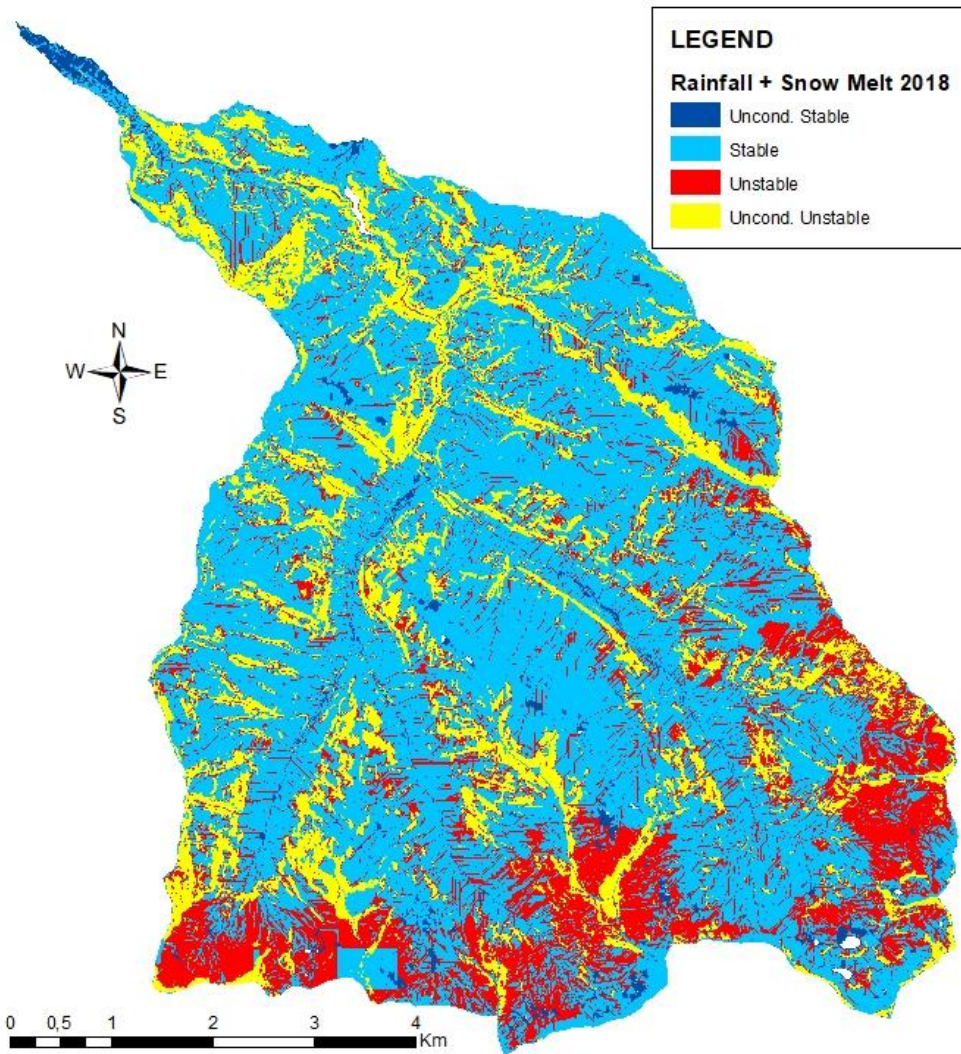 LEGEND
Rainfall + Snow Melt 2018
Uncond. Stable
Stable
Unstable
Uncond. Unstable
N
W E
S
0 0,5 1 2 3 4
Km